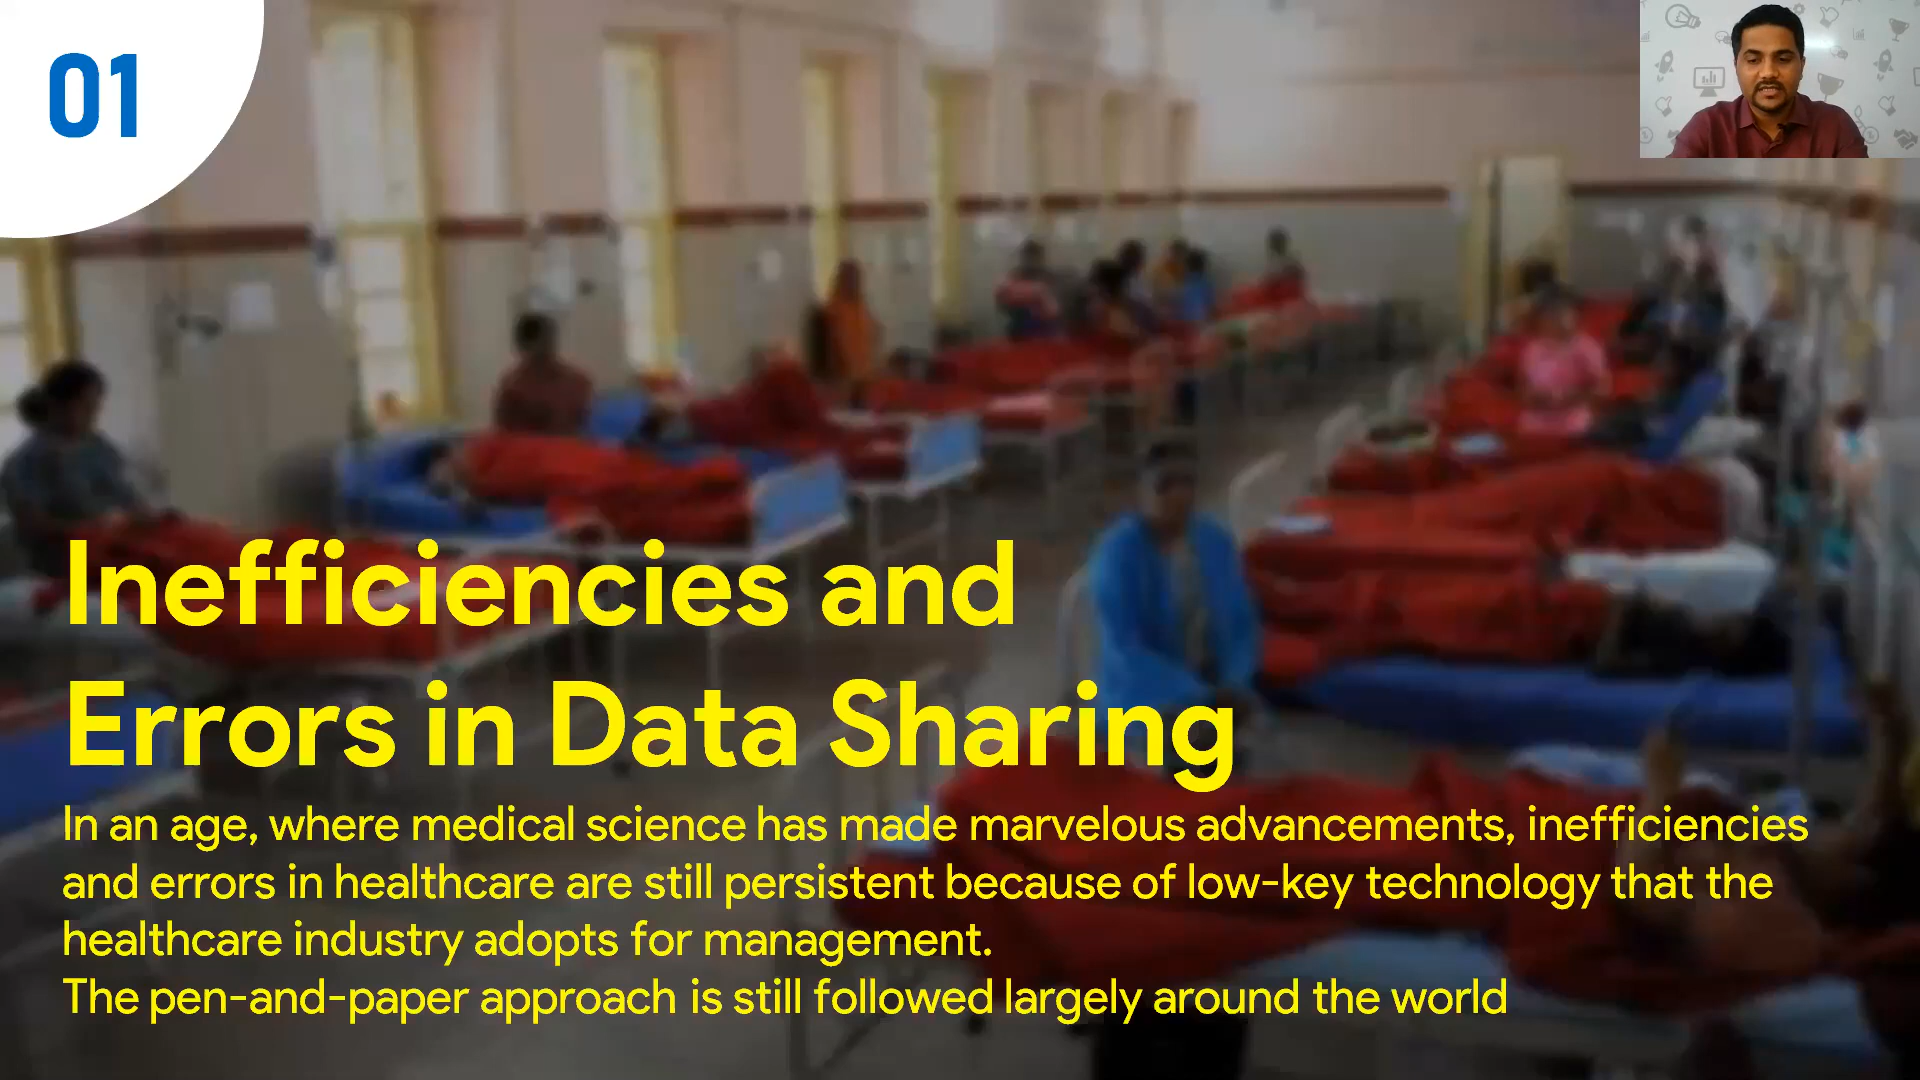 01
Inefficiencies and
Errors in Data Sharing
In an age, where medical science has made marvelous advancements, inefficiencies
and errors in healthcare are still persistent because of low-key technology that the
healthcare industry adopts for management.
The pen-and-paper approach is still followed largely around the world